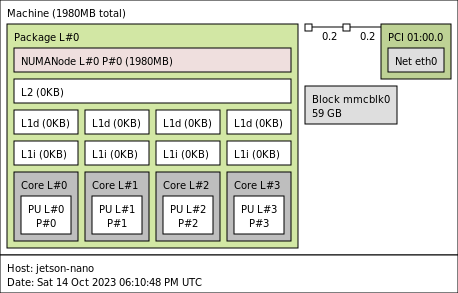 Machine (1980MB total)
Package L#0
NUMANode L#0 P#0 (1980MB)
L2 (0KB)
L1d (0KB) L1d (0KB) L1d (0KB) L1d (0KB)
L1i (0KB) L1i (0KB) L1i (0KB) L1i (0KB)
Core L#0 Core L#1 Core L#2 Core L#3
PU L#0 PU L#1 PU L#2 PU L#3
P#0 P#1 P#2 P#3
0.2 0.2
PCI 01:00.0
Net eth0
Block mmcblk0
59 GB
Host: jetson-nano
Date: Sat 14 Oct 2023 06:10:48 PM UTC